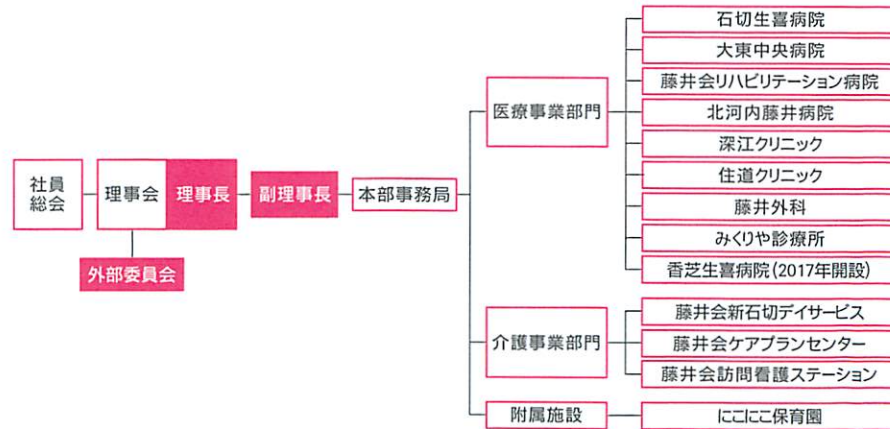 社員
総会
理事会
理事長
副理事長
本部事務局
外部委員会
医療事業部門
石切生喜病院
大東中央病院
藤井会リハビリテーション病院
北河内藤井病院
深江クリニック
住道クリニック
藤井外科
みくりや診療所
香芝生喜病院(2017年開設)
介護事業部門
藤井会新石切デイサービス
藤井会ケアプランセンター
藤井会訪問看護ステーション
附属施設
にこにこ保育園